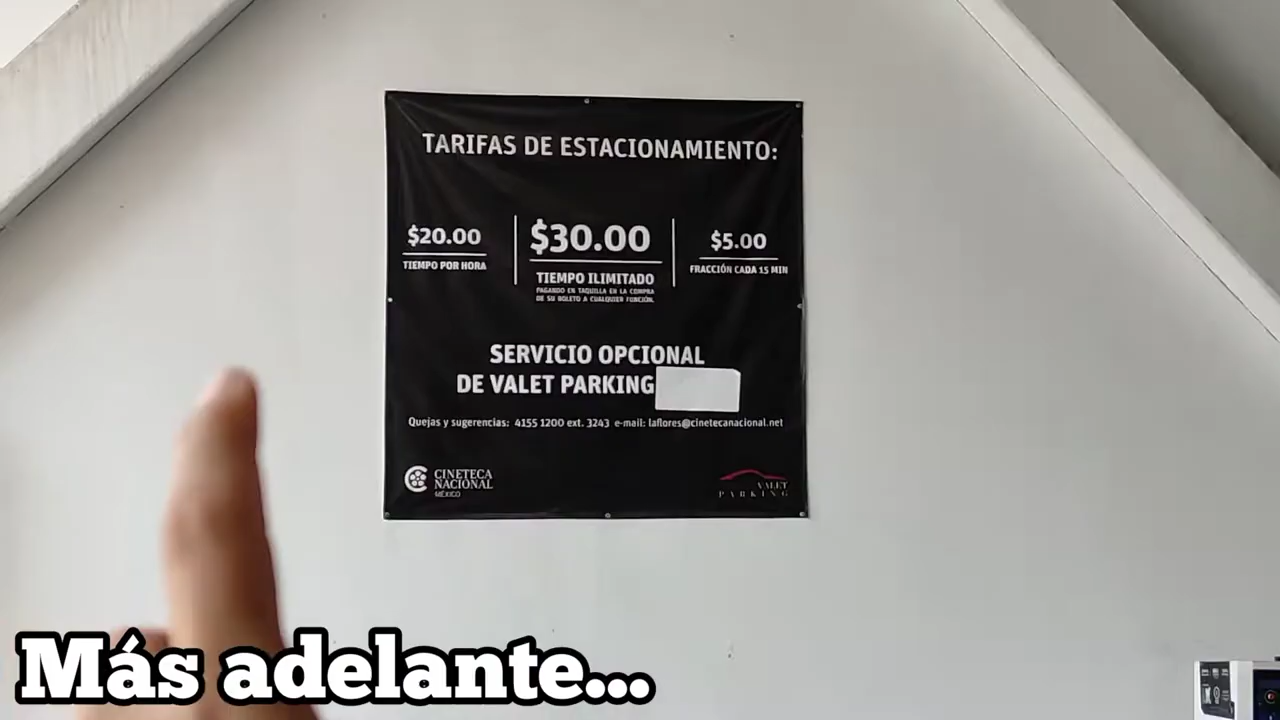 TARIFAS DE ESTACIONAMIENTO:
$20.00
TIEMPO POR HORA
$30.00
TIEMPO ILIMITADO
PAGANDO EN TAQUILLA EN LA COMPRA
DE SU BOLETO A CUALQUIER FUNCIÓN.
$5.00
FRACCIÓN CADA 15 MIN
SERVICIO OPCIONAL
DE VALET PARKING
Quejas y sugerencias: 4155 1200 ext. 3243 e-mail: laflores@cinetecanacional.net
CINETECA
NACIONAL
MÉXICO
VALET
PARKING
Más adelante...